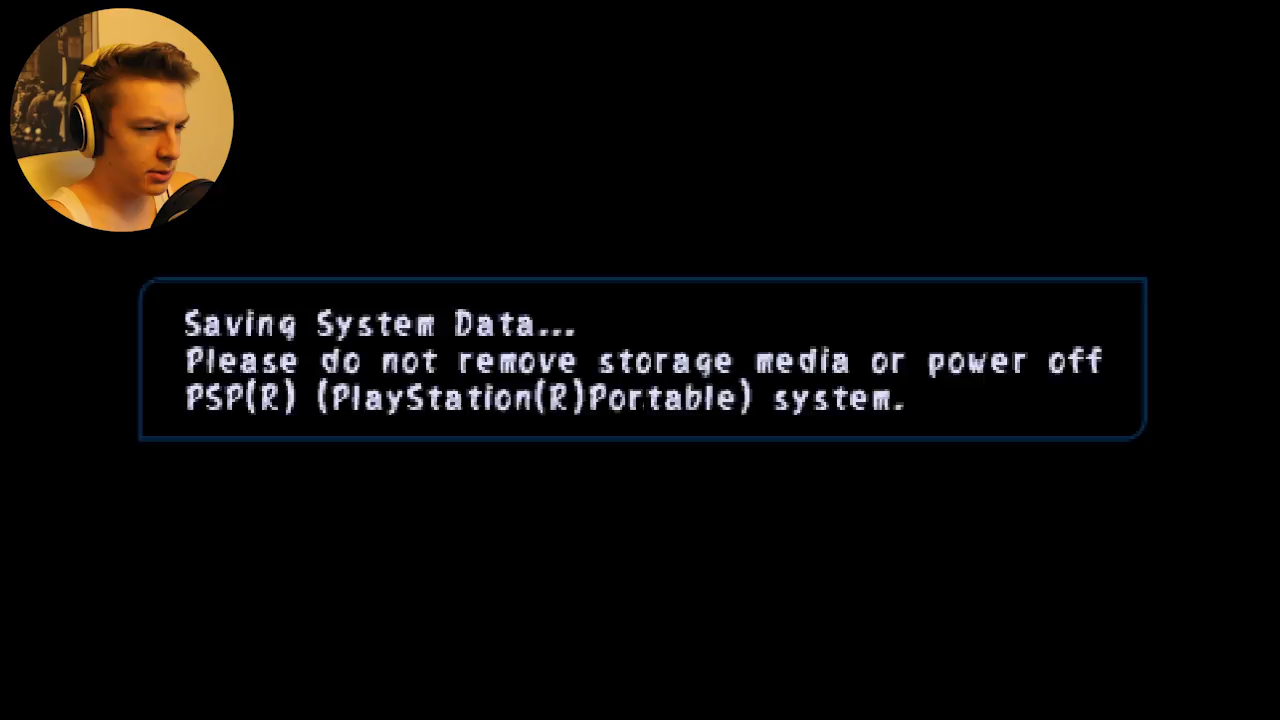 Saving System Data...
Please do not remove storage media or power off
PSP(R) (PlayStation(R)Portable) system.